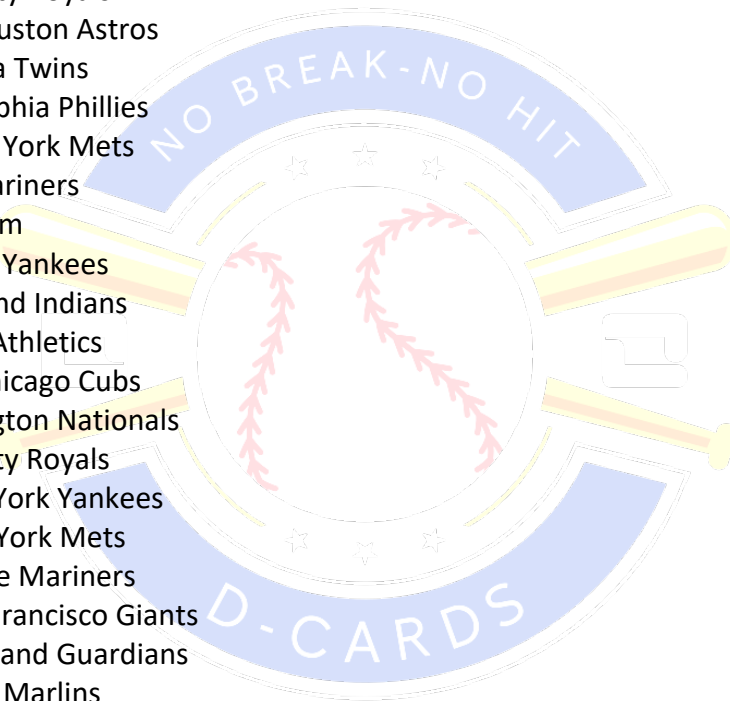 uston Astros
a Twins
phia Phillies
York Mets
ariners
m
Yankees
nd Indians
Athletics
icago Cubs
gton Nationals
ty Royals
York Yankees
York Mets
e Mariners
rancisco Giants
and Guardians
Marlins
NO BREAK-NO HIT
D-CARDS